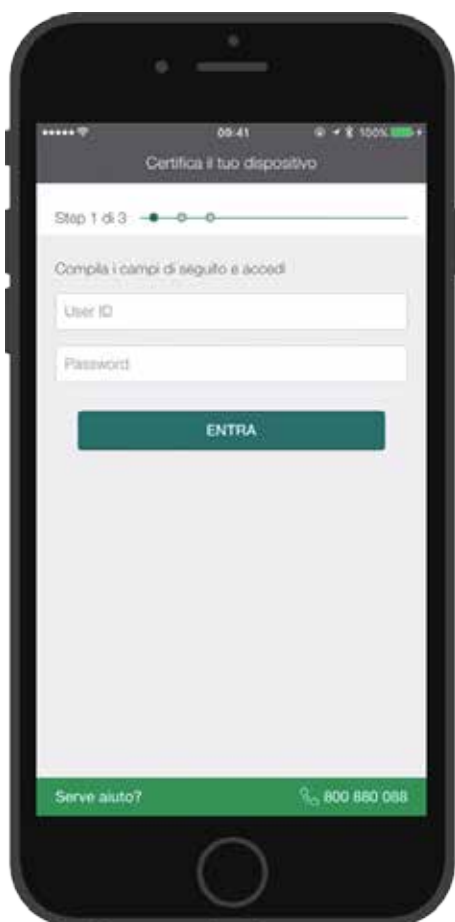 09:41
100%
Certifica il tuo dispositivo
Step 1 di 3
Compila i campi di seguito e accedi
User ID
Password
ENTRA
Serve aiuto?
800 880 088